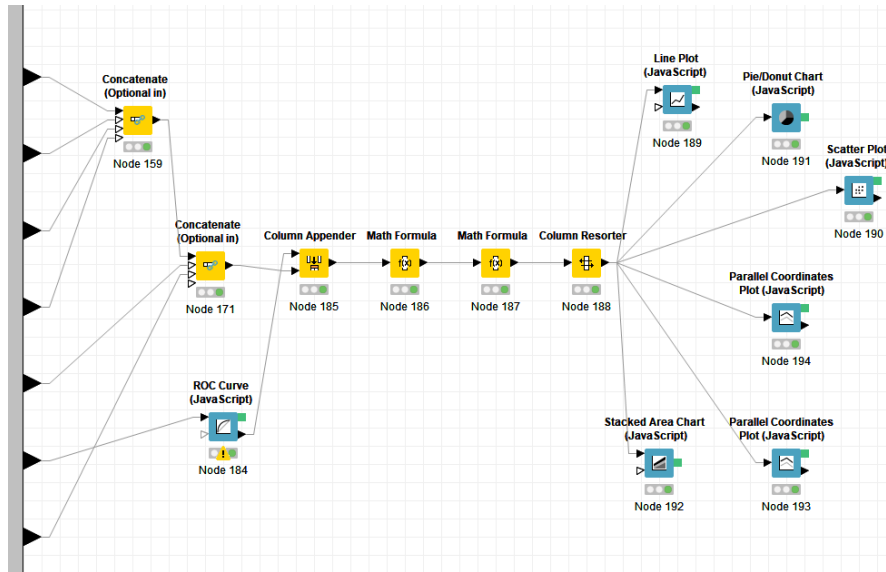 Concatenate
(Optional in)
Node 159
Concatenate
(Optional in)
Node 171
ROC Curve
(JavaScript)
Node 184
Column Appender
Node 185
Math Formula
f(x)
Node 186
Math Formula
f(x)
Node 187
Column Resorter
Node 188
Line Plot
(JavaScript)
Node 189
Pie/Donut Chart
(JavaScript)
Node 191
Scatter Plot
(JavaScript)
Node 190
Parallel Coordinates
Plot (JavaScript)
Node 194
Stacked Area Chart
(JavaScript)
Node 192
Parallel Coordinates
Plot (JavaScript)
Node 193